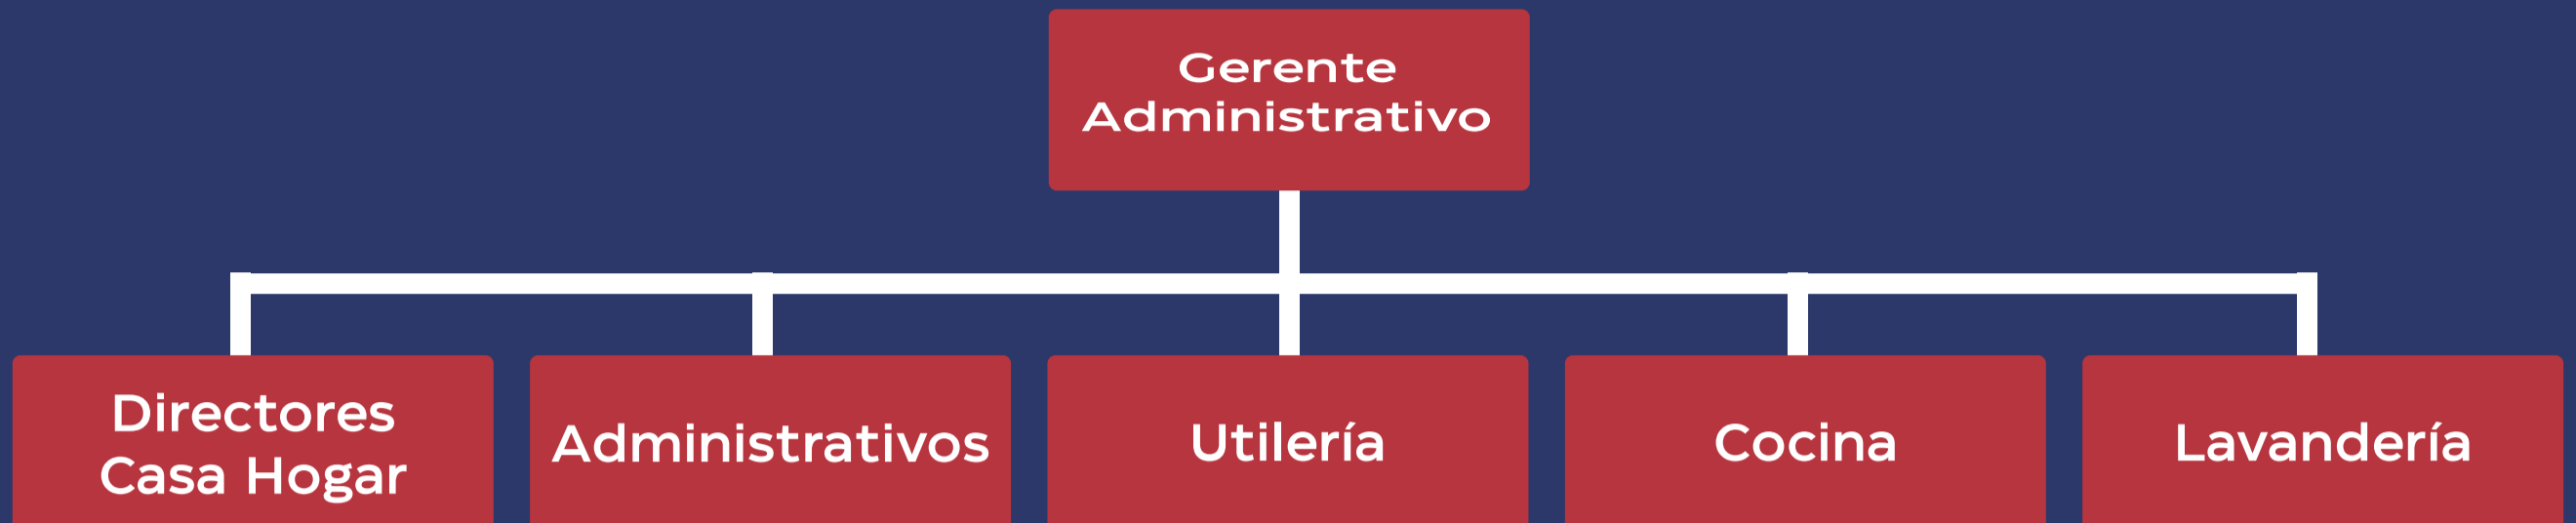 Gerente
Administrativo
Directores
Casa Hogar
Administrativos
Utilería
Cocina
Lavandería